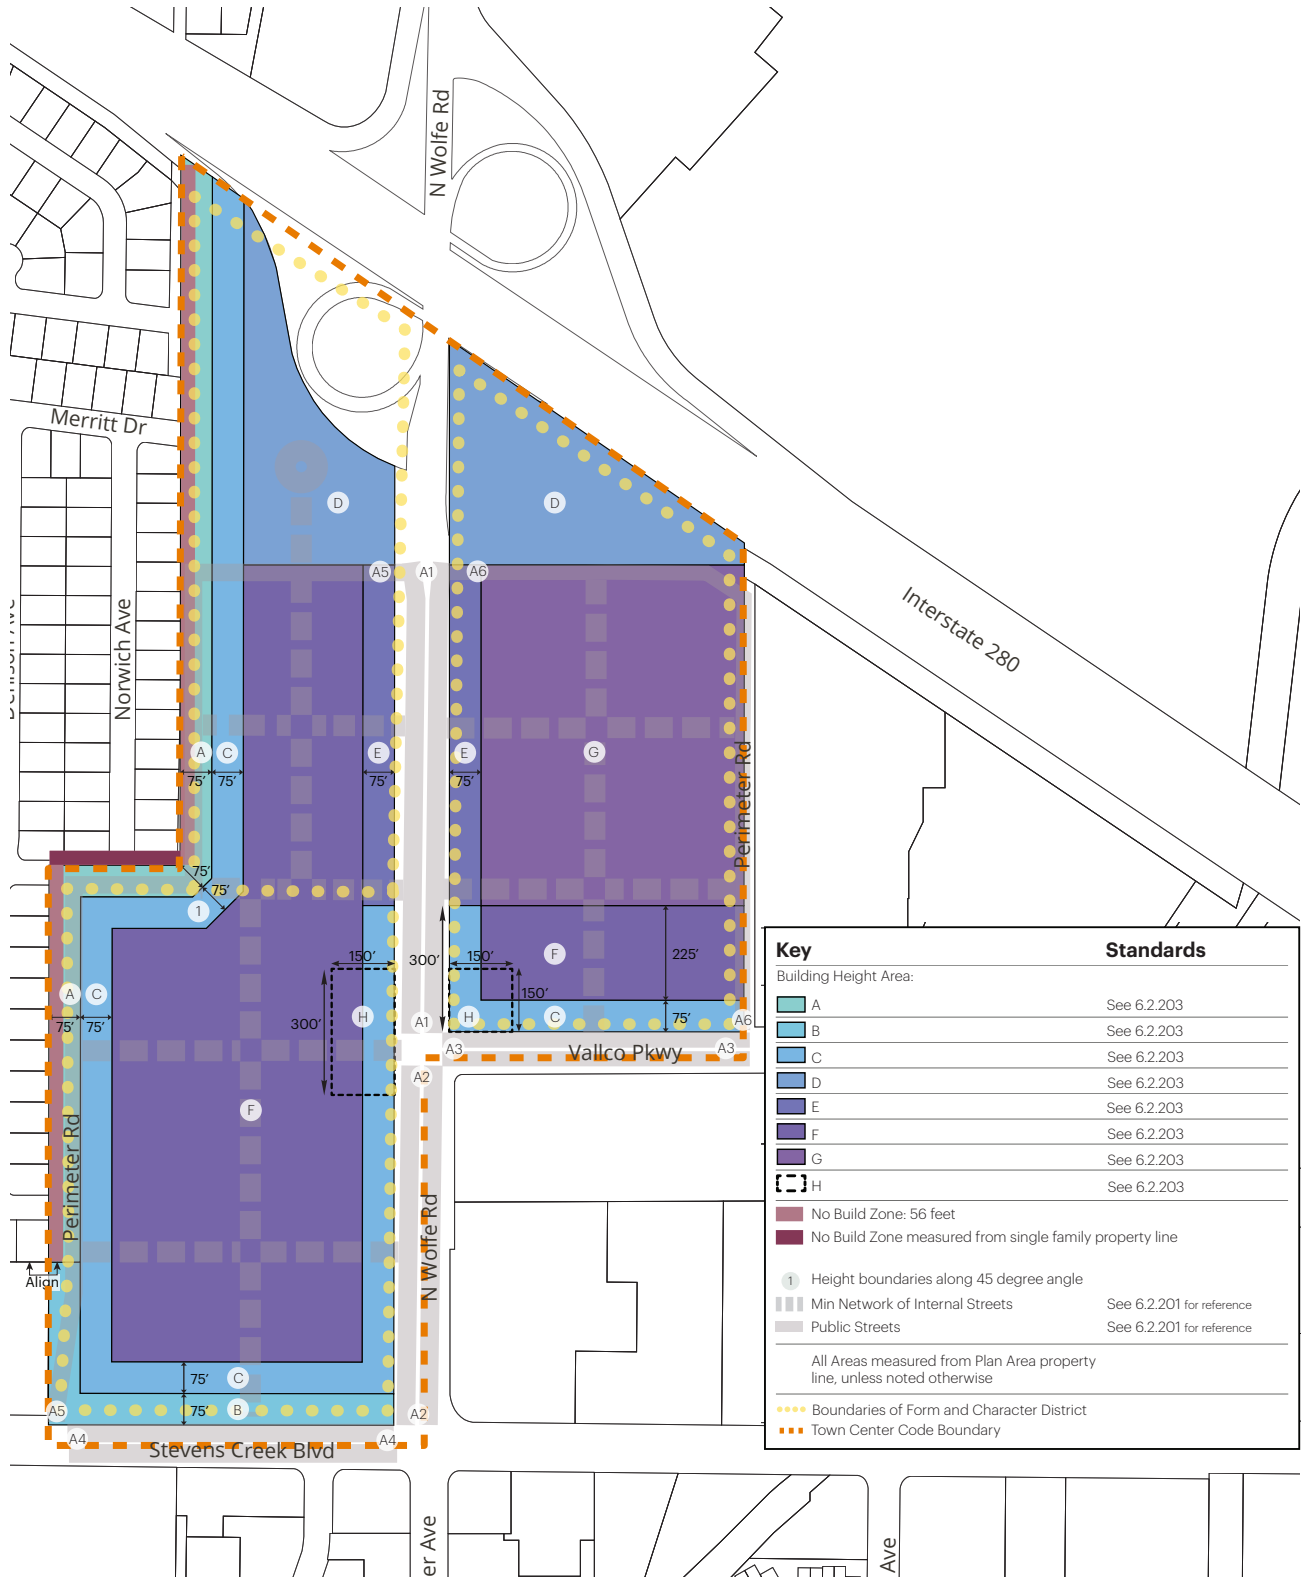 N Wolfe Rd
Merritt Dr
D
D
A5
A1
A6
Interstate 280
Norwich Ave
A
C
E
E
G
75'
75'
75'
75'
Perimeter Rd
75'
75'
1
F
225'
150'
300'
150'
150'
A
C
75'
75'
300'
H
A1
H
C
75'
A6
A3
Vallco Pkwy
A3
A2
F
Perimeter Rd
N Wolfe Rd
Align
75'
C
75'
B
A5
A2
A4
A4
Stevens Creek Blvd
er Ave
Ave
Key Standards
Building Height Area:
A See 6.2.203
B See 6.2.203
C See 6.2.203
D See 6.2.203
E See 6.2.203
F See 6.2.203
G See 6.2.203
H See 6.2.203
No Build Zone: 56 feet
No Build Zone measured from single family property line
1 Height boundaries along 45 degree angle
Min Network of Internal Streets See 6.2.201 for reference
Public Streets See 6.2.201 for reference
All Areas measured from Plan Area property
line, unless noted otherwise
Boundaries of Form and Character District
Town Center Code Boundary